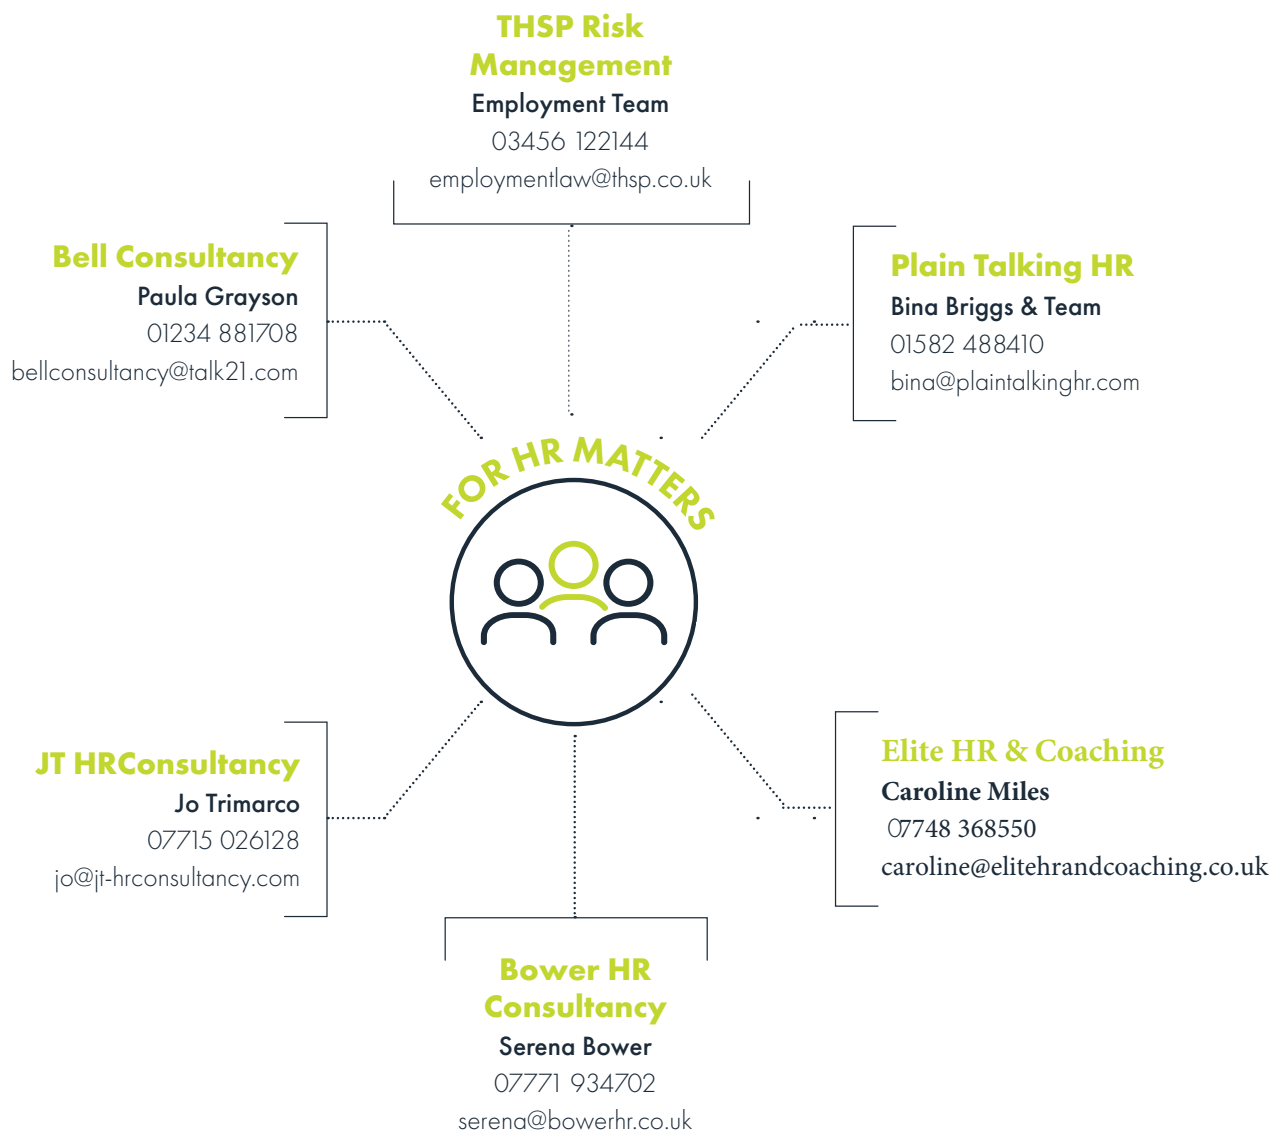 THSP Risk
Management
Employment Team
03456 122144
employmentlaw@thsp.co.uk
Bell Consultancy
Paula Grayson
01234 881708
bellconsultancy@talk21.com
Plain Talking HR
Bina Briggs & Team
01582 488410
bina@plaintalkinghr.com
FOR HR MATTERS
JT HRConsultancy
Jo Trimarco
07715 026128
jo@jt-hrconsultancy.com
Elite HR & Coaching
Caroline Miles
07748 368550
caroline@elitehrandcoaching.co.uk
Bower HR
Consultancy
Serena Bower
07771 934702
serena@bowerhr.co.uk